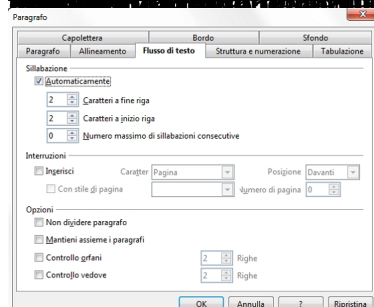 Paragrafo
Capolettera Bordo Sfondo
Paragrafo Allineamento Flusso di testo Struttura e numerazione Tabulazione
Sillabazione
Automaticamente
2 Caratteri a fine riga
2 Caratteri a inizio riga
0 Numero massimo di sillabazioni consecutive
Interruzioni
Inserisci Caratter Pagina Posizione Davanti
Con stile di pagina Numero di pagina 0
Opzioni
Non dividere paragrafo
Mantieni assieme i paragrafi
Controllo orfani 2 Righe
Controllo vedove 2 Righe
OK Annulla ? Ripristina